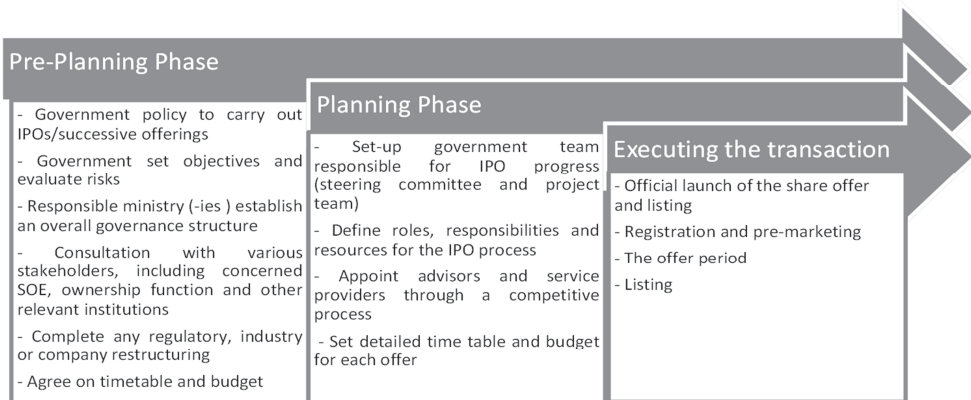 Pre-Planning Phase
- Government policy to carry out
IPOs/successive offerings
- Government set objectives and
evaluate risks
- Responsible ministry (-ies ) establish
an overall governance structure
- Consultation with various
stakeholders, including concerned
SOE, ownership function and other
relevant institutions
- Complete any regulatory, industry
or company restructuring
- Agree on timetable and budget
Planning Phase
- Set-up government team
responsible for IPO progress
(steering committee and project
team)
- Define roles, responsibilities and
resources for the IPO process
- Appoint advisors and service
providers through a competitive
process
- Set detailed time table and budget
for each offer
Executing the transaction
- Official launch of the share offer
and listing
- Registration and pre-marketing
- The offer period
- Listing